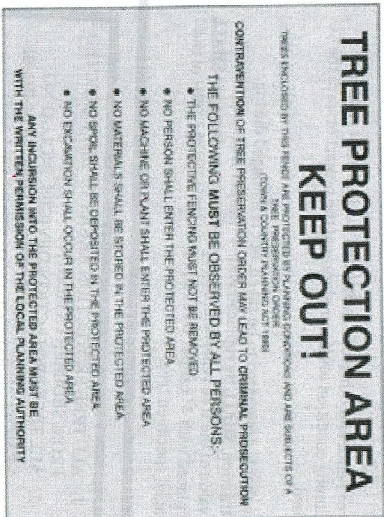 TREE PROTECTION AREA
KEEP OUT!
TREES ENCLOSED BY THIS FENCE ARE PROTECTED BY PLANNING CONDITIONS AND ARE SUBJECTS OF A
TREE PRESERVATION ORDER
(TOWN & COUNTRY PLANNING ACT 1990)
CONTRAVENTION OF TREE PRESERVATION ORDER MAY LEAD TO CRIMINAL PROSECUTION
THE FOLLOWING MUST BE OBSERVED BY ALL PERSONS:-
• THE PROTECTIVE FENCING MUST NOT BE REMOVED
• NO PERSON SHALL ENTER THE PROTECTED AREA
• NO MACHINE OR PLANT SHALL ENTER THE PROTECTED AREA
• NO MATERIALS SHALL BE STORED IN THE PROTECTED AREA
• NO SPOIL SHALL BE DEPOSITED IN THE PROTECTED AREA
• NO EXCAVATION SHALL OCCUR IN THE PROTECTED AREA
ANY INCURSION INTO THE PROTECTED AREA MUST BE
WITH THE WRITTEN PERMISSION OF THE LOCAL PLANNING AUTHORITY